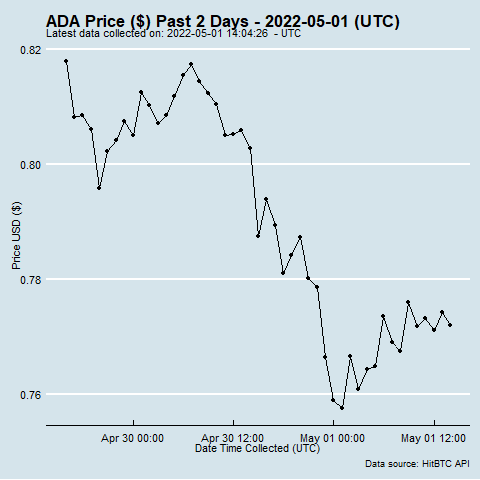 ADA Price ($) Past 2 Days - 2022-05-01 (UTC)
Latest data collected on: 2022-05-01 14:04:26 - UTC
0.82
0.80
0.78
0.76
Price USD ($)
Apr 30 00:00
Apr 30 12:00
May 01 00:00
May 01 12:00
Date Time Collected (UTC)
Data source: HitBTC API